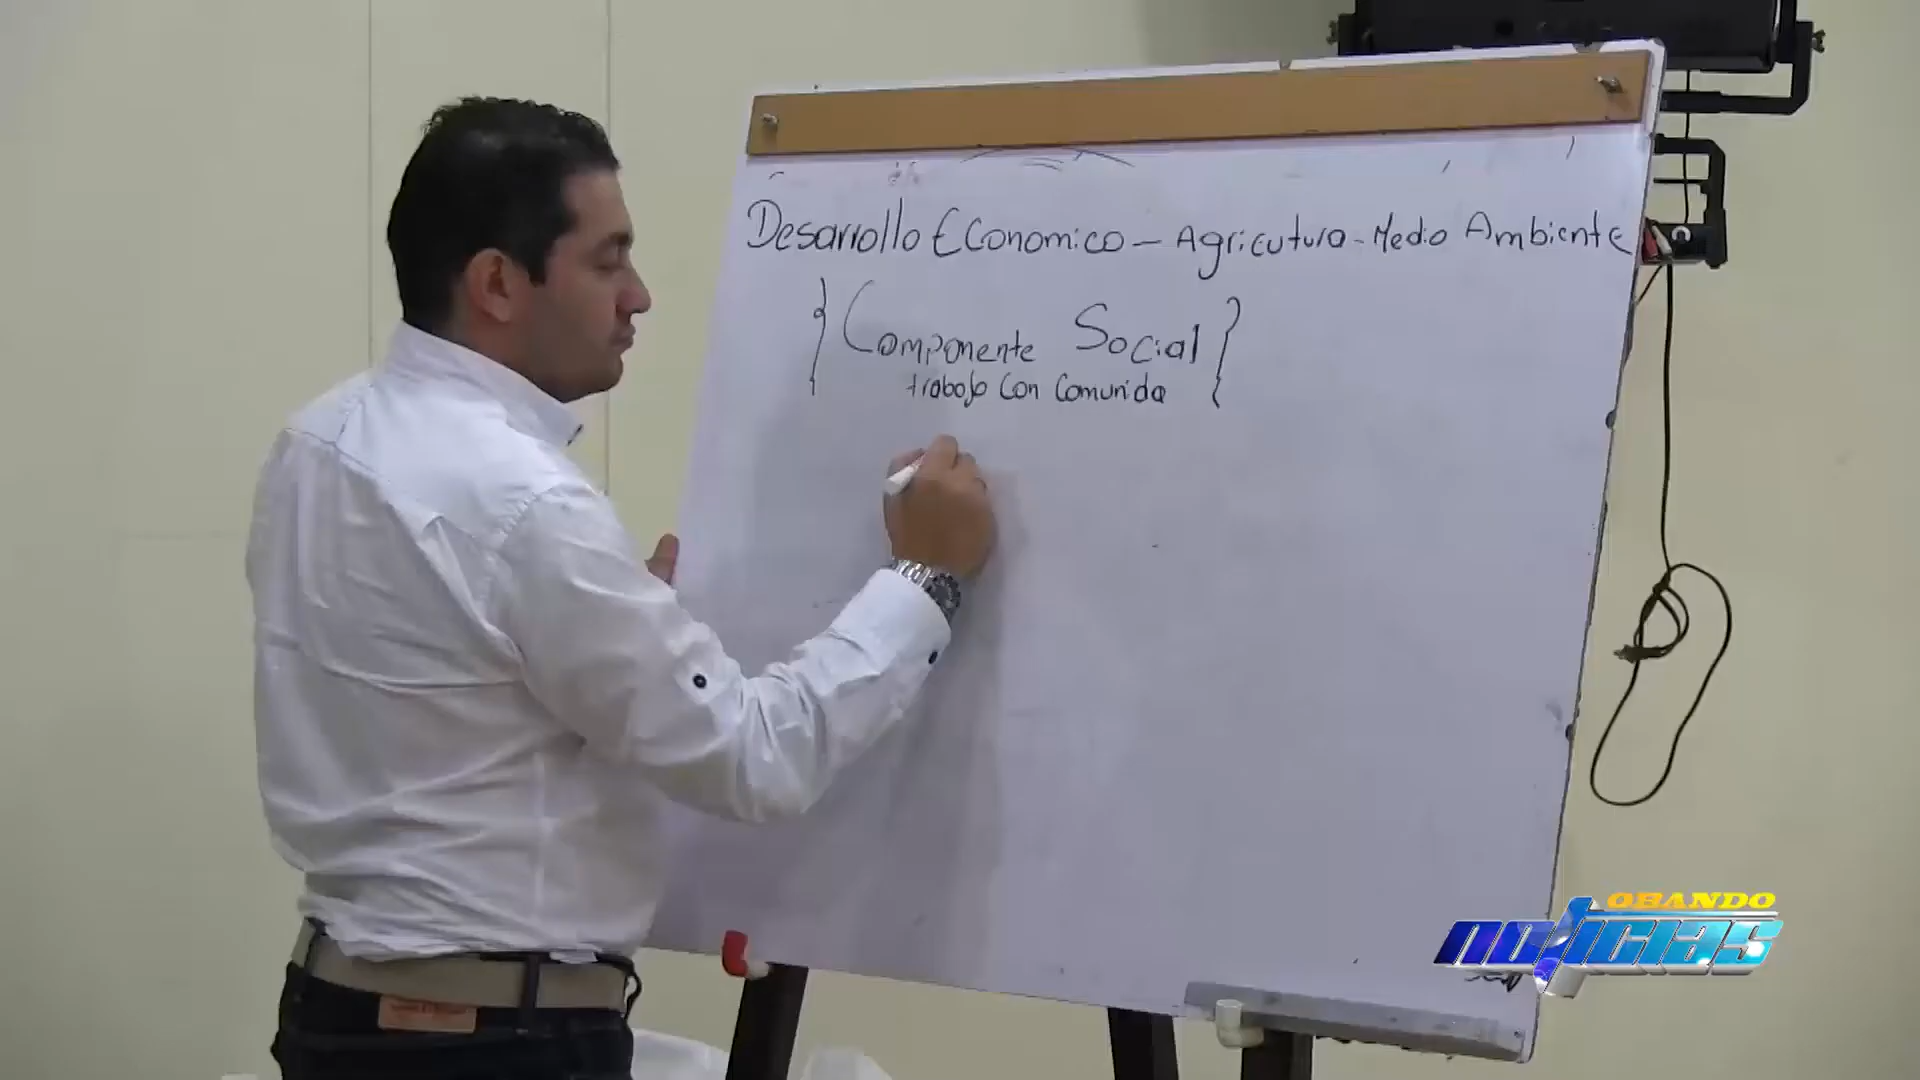 Desarrollo Economico - Agricutura - Medio Ambiente
{Componente Social}
trabajo con comunida
OBANDO
NOTICIAS